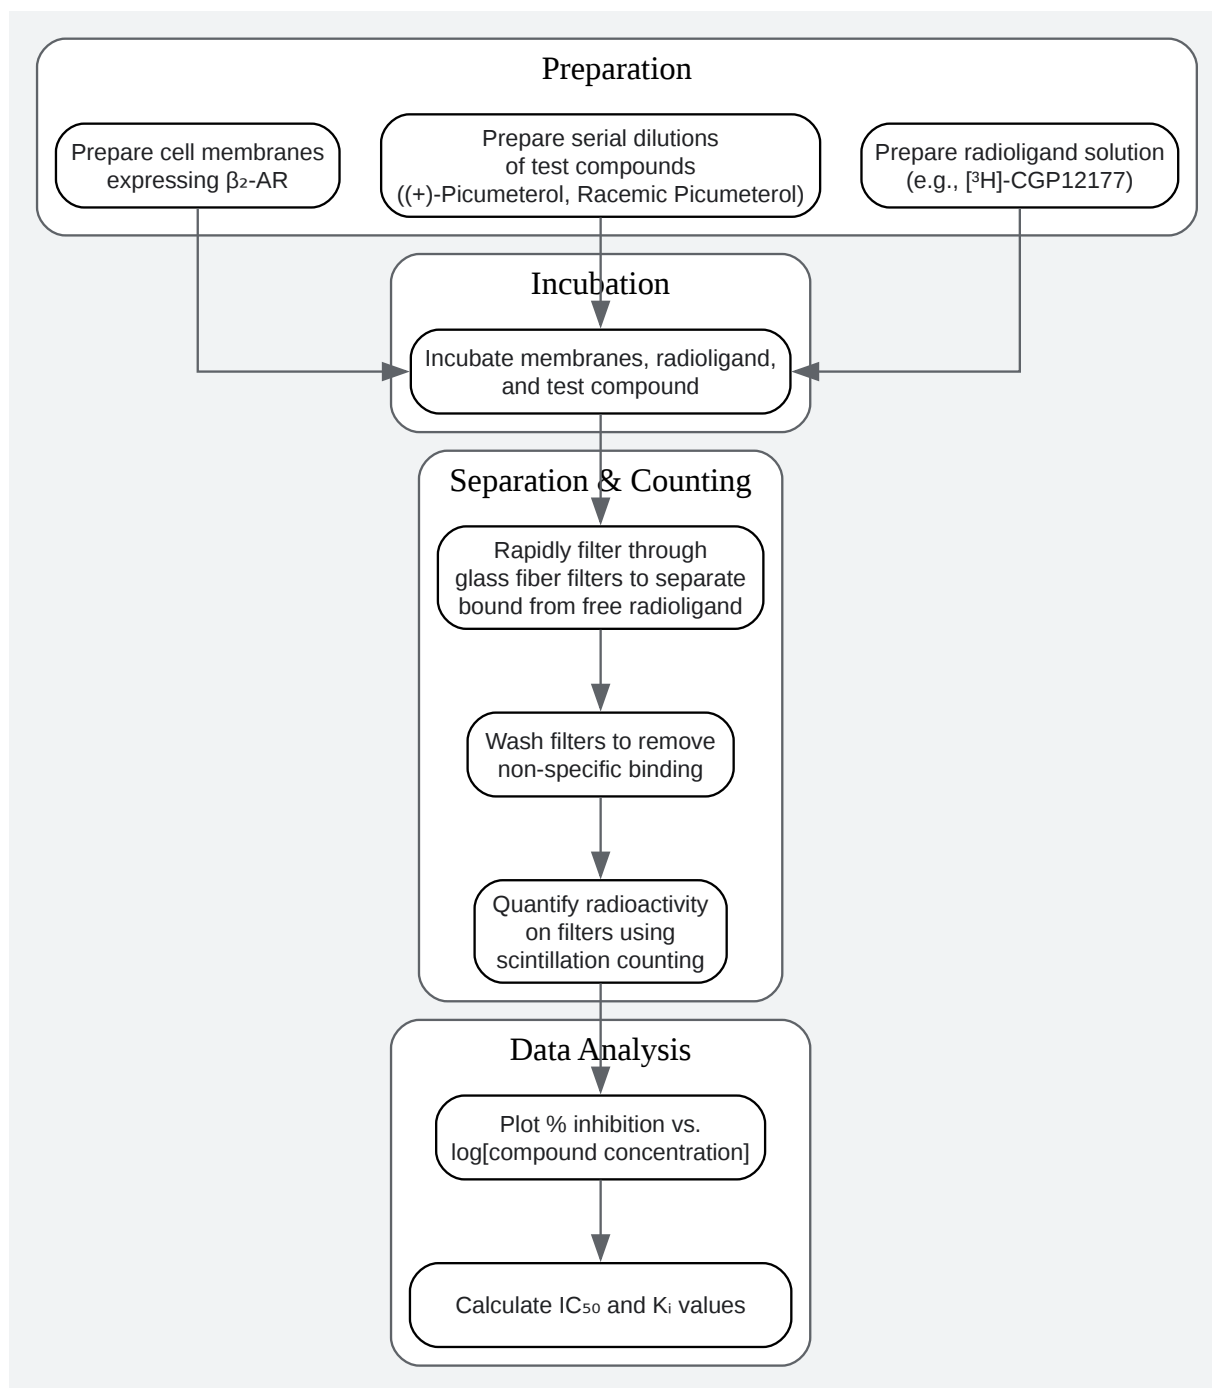 Preparation
Prepare cell membranes
expressing β₂-AR
Prepare serial dilutions
of test compounds
((+)-Picumeterol, Racemic Picumeterol)
Prepare radioligand solution
(e.g., [³H]-CGP12177)
Incubation
Incubate membranes, radioligand,
and test compound
Separation & Counting
Rapidly filter through
glass fiber filters to separate
bound from free radioligand
Wash filters to remove
non-specific binding
Quantify radioactivity
on filters using
scintillation counting
Data Analysis
Plot % inhibition vs.
log[compound concentration]
Calculate IC₅₀ and Kᵢ values